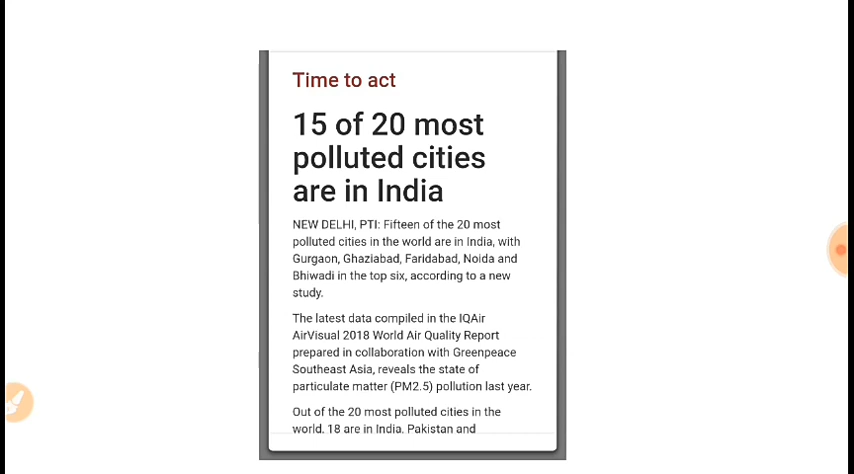 Time to act
15 of 20 most
polluted cities
are in India
NEW DELHI, PTI: Fifteen of the 20 most
polluted cities in the world are in India, with
Gurgaon, Ghaziabad, Faridabad, Noida and
Bhiwadi in the top six, according to a new
study.
The latest data compiled in the IQAir
AirVisual 2018 World Air Quality Report
prepared in collaboration with Greenpeace
Southeast Asia, reveals the state of
particulate matter (PM2.5) pollution last year.
Out of the 20 most polluted cities in the
world, 18 are in India, Pakistan and